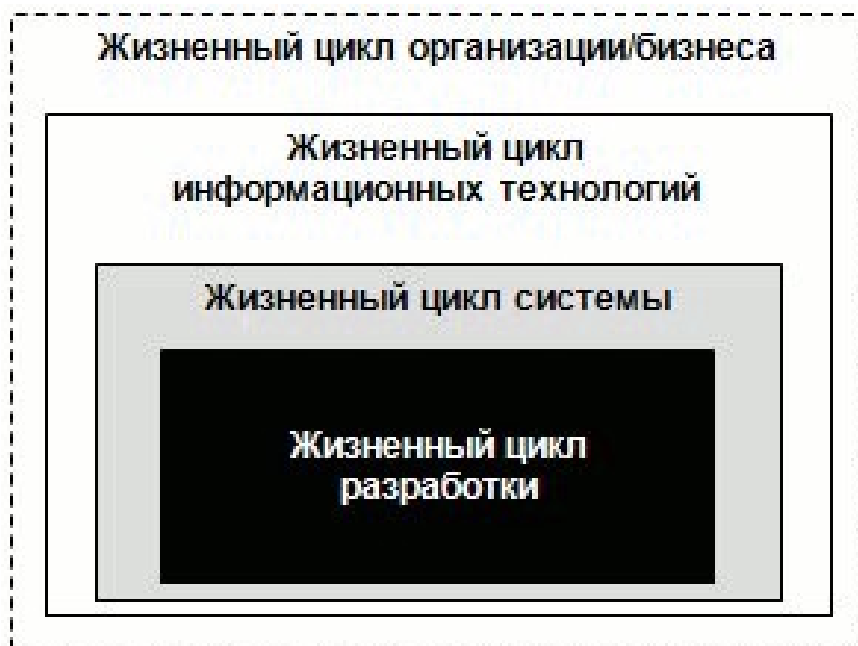 Жизненный цикл организации/бизнеса
Жизненный цикл
информационных технологий
Жизненный цикл системы
Жизненный цикл
разработки